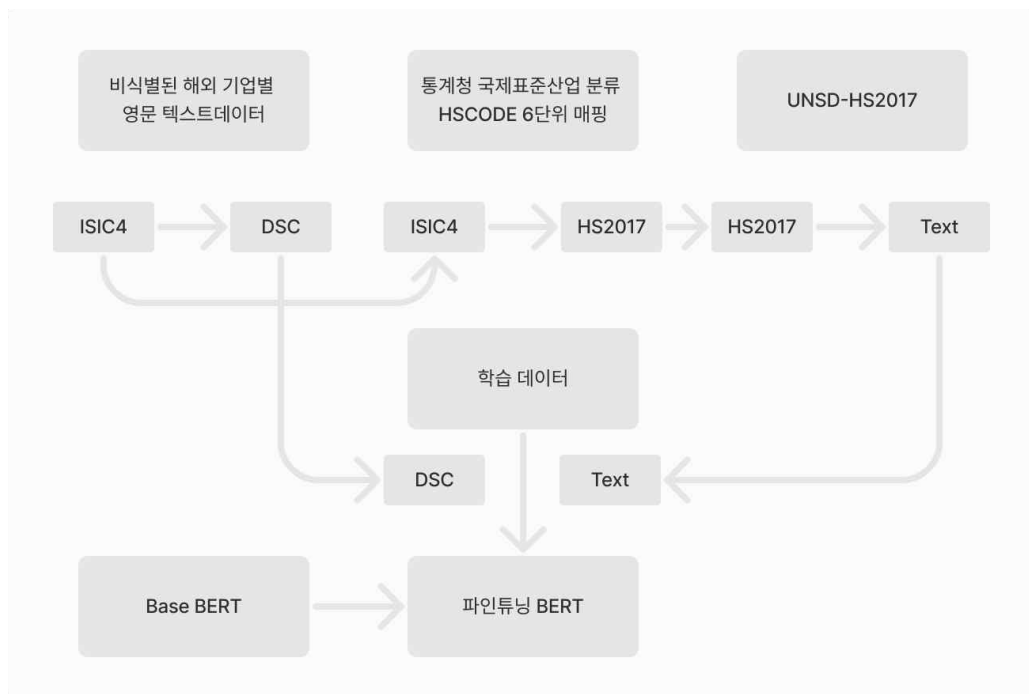 비식별된 해외 기업별
영문 텍스트데이터
통계청 국제표준산업 분류
HSCODE 6단위 매핑
UNSD-HS2017
ISIC4
DSC
ISIC4
HS2017
HS2017
Text
학습 데이터
DSC
Text
Base BERT
파인튜닝 BERT